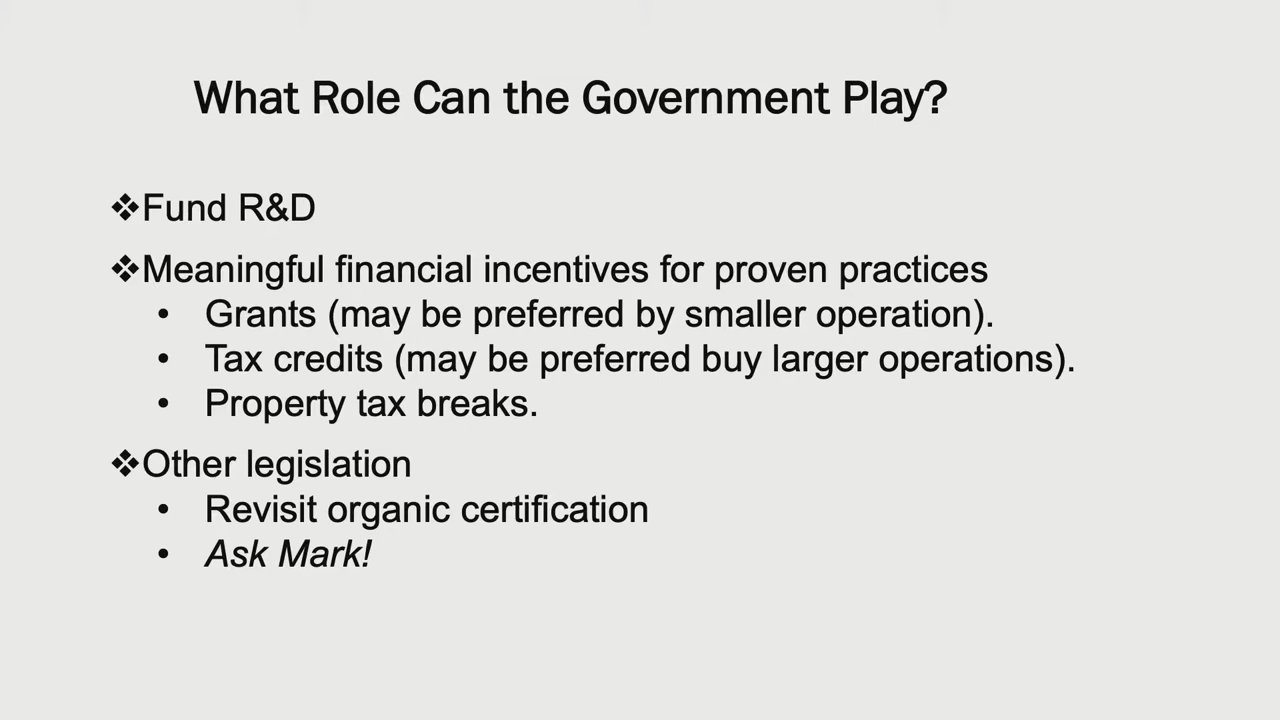 What Role Can the Government Play?
❖Fund R&D
❖Meaningful financial incentives for proven practices
• Grants (may be preferred by smaller operation).
• Tax credits (may be preferred buy larger operations).
• Property tax breaks.
❖Other legislation
• Revisit organic certification
• Ask Mark!